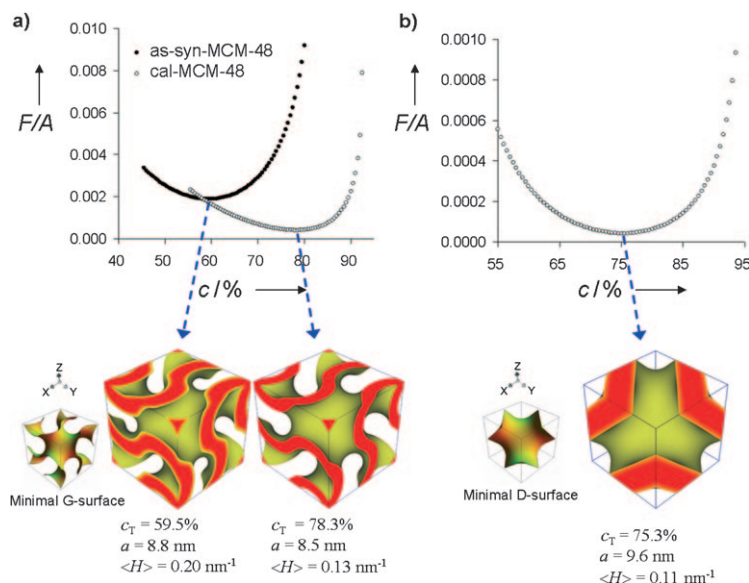 a)
0.010
0.008
0.006
0.004
0.002
0.000
F/A
as-syn-MCM-48
cal-MCM-48
40 50 60 70 80 90
c/%
b)
0.0010
0.0008
0.0006
0.0004
0.0002
0.0000
F/A
55 65 75 85 95
c/%
Z
X Y
Minimal G-surface
c_T = 59.5%
a = 8.8 nm
<H> = 0.20 nm⁻¹
c_T = 78.3%
a = 8.5 nm
<H> = 0.13 nm⁻¹
Z
X Y
Minimal D-surface
c_T = 75.3%
a = 9.6 nm
<H> = 0.11 nm⁻¹